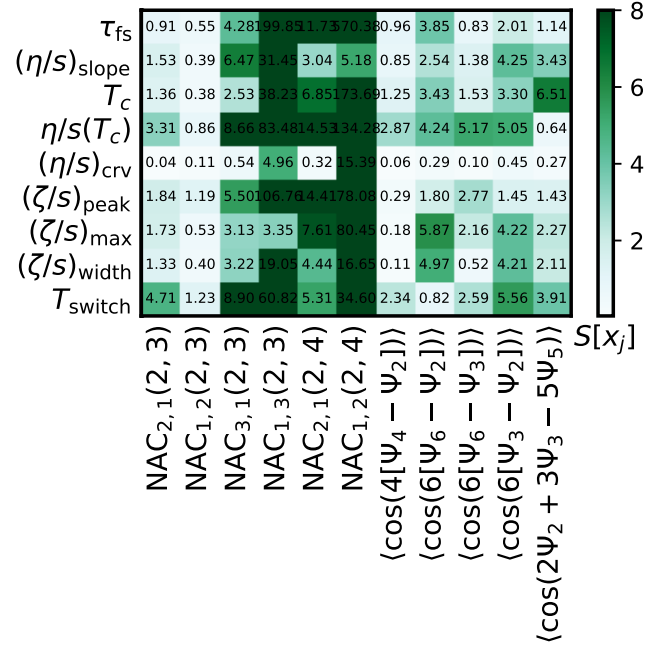 τ_fs 0.91 0.55 4.28 199.85 11.73 570.38 0.96 3.85 0.83 2.01 1.14
(η/s)_slope 1.53 0.39 6.47 31.45 3.04 5.18 0.85 2.54 1.38 4.25 3.43
T_c 1.36 0.38 2.53 38.23 6.85 173.69 1.25 3.43 1.53 3.30 6.51
η/s(T_c) 3.31 0.86 8.66 83.48 14.53 134.28 2.87 4.24 5.17 5.05 0.64
(η/s)_crv 0.04 0.11 0.54 4.96 0.32 15.39 0.06 0.29 0.10 0.45 0.27
(ζ/s)_peak 1.84 1.19 5.50 106.76 14.41 78.08 0.29 1.80 2.77 1.45 1.43
(ζ/s)_max 1.73 0.53 3.13 3.35 7.61 80.45 0.18 5.87 2.16 4.22 2.27
(ζ/s)_width 1.33 0.40 3.22 19.05 4.44 16.65 0.11 4.97 0.52 4.21 2.11
T_switch 4.71 1.23 8.90 60.82 5.31 34.60 2.34 0.82 2.59 5.56 3.91
NAC_2,1(2, 3)
NAC_1,2(2, 3)
NAC_3,1(2, 3)
NAC_1,3(2, 3)
NAC_2,1(2, 4)
NAC_1,2(2, 4)
⟨cos(4[Ψ_4 − Ψ_2])⟩
⟨cos(6[Ψ_6 − Ψ_2])⟩
⟨cos(6[Ψ_6 − Ψ_3])⟩
⟨cos(6[Ψ_3 − Ψ_2])⟩
⟨cos(2Ψ_2 + 3Ψ_3 − 5Ψ_5)⟩
8
6
4
2
S[x_j]